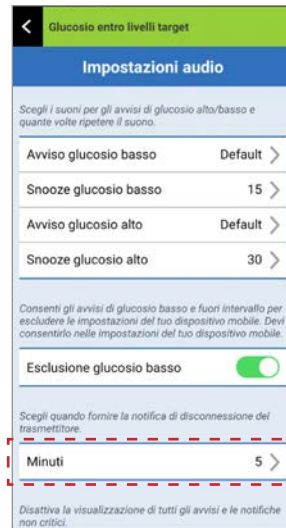 Glucosio entro livelli target
Impostazioni audio
Scegli i suoni per gli avvisi di glucosio alto/basso e
quante volte ripetere il suono.
Avviso glucosio basso Default
Snooze glucosio basso 15
Avviso glucosio alto Default
Snooze glucosio alto 30
Consenti gli avvisi di glucosio basso e fuori intervallo per
escludere le impostazioni del tuo dispositivo mobile. Devi
consentirlo nelle impostazioni del tuo dispositivo mobile.
Esclusione glucosio basso
Scegli quando fornire la notifica di disconnessione del
trasmettitore.
Minuti 5
Disattiva la visualizzazione di tutti gli avvisi e le notifiche
non critici.